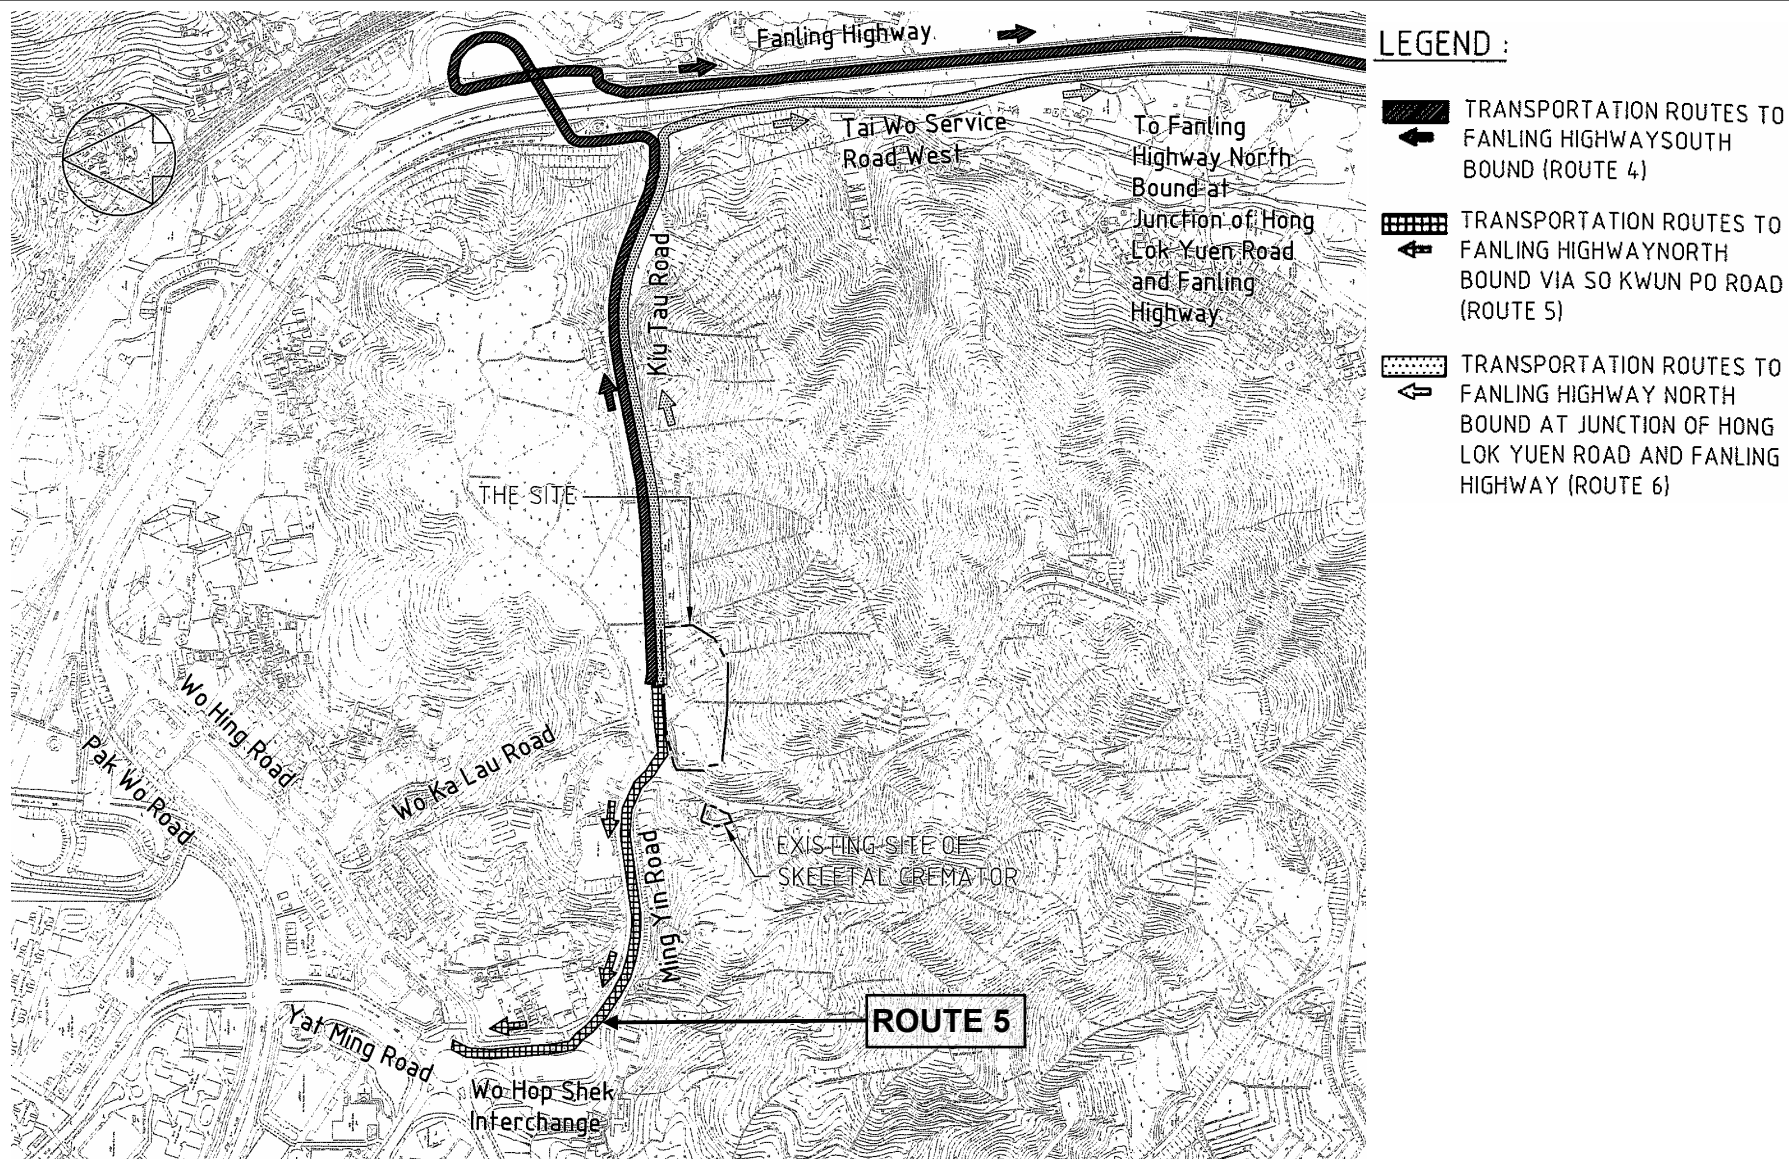 Fanling Highway
Tai Wo Service
Road West
To Fanling
Highway North
Bound at
Junction of Hong
Lok Yuen Road
and Fanling
Highway.
Kiu Tau Road
THE SITE
Wo Hing Road
Pak Wo Road
Wo Ka Lau Road
EXISTING SITE OF
SKELETAL CREMATOR
Ming Yin Road
ROUTE 5
Yat Ming Road
Wo Hop Shek
Interchange
LEGEND :
TRANSPORTATION ROUTES TO
FANLING HIGHWAYSOUTH
BOUND (ROUTE 4)
TRANSPORTATION ROUTES TO
FANLING HIGHWAYNORTH
BOUND VIA SO KWUN PO ROAD
(ROUTE 5)
TRANSPORTATION ROUTES TO
FANLING HIGHWAY NORTH
BOUND AT JUNCTION OF HONG
LOK YUEN ROAD AND FANLING
HIGHWAY (ROUTE 6)